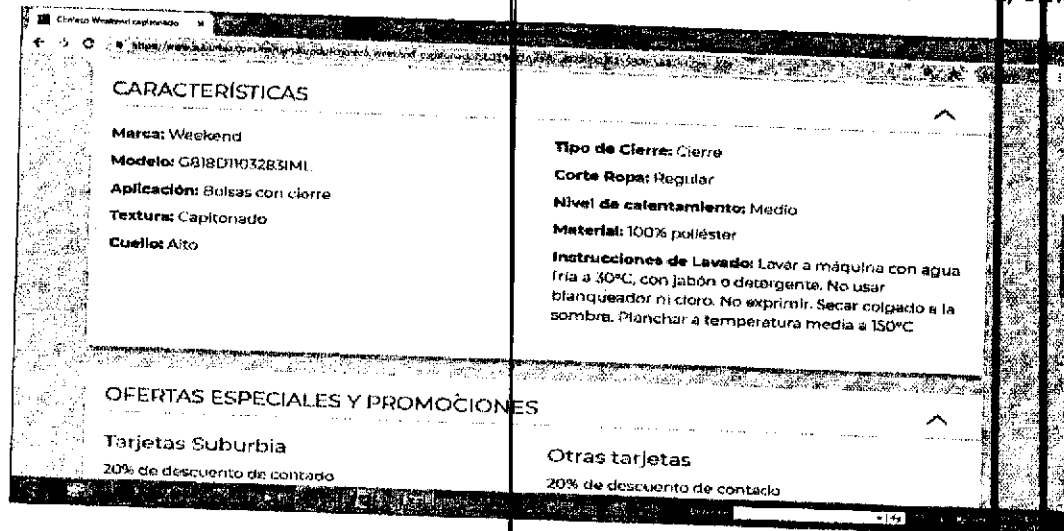 Chaleco Weekend capitonado
CARACTERÍSTICAS
Marca: Weekend
Modelo: GB18D11032B3IML
Aplicación: Bolsas con cierre
Textura: Capitonado
Cuello: Alto
Tipo de Cierre: Cierre
Corte Ropa: Regular
Nivel de calentamiento: Medio
Material: 100% poliéster
Instrucciones de Lavado: Lavar a máquina con agua
fría a 30°C, con jabón o detergente. No usar
blanqueador ni cloro. No exprimir. Secar colgado a la
sombra. Planchar a temperatura media a 150°C
OFERTAS ESPECIALES Y PROMOCIONES
Tarjetas Suburbia
20% de descuento de contado
Otras tarjetas
20% de descuento de contado